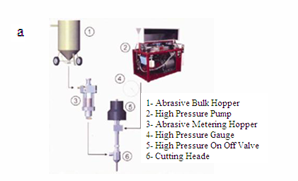 a
1
2
3
4
5
6
1- Abrasive Bulk Hopper
2- High Pressure Pump
3- Abrasive Metering Hopper
4- High Pressure Gauge
5- High Pressure On Off Valve
6- Cutting Heade